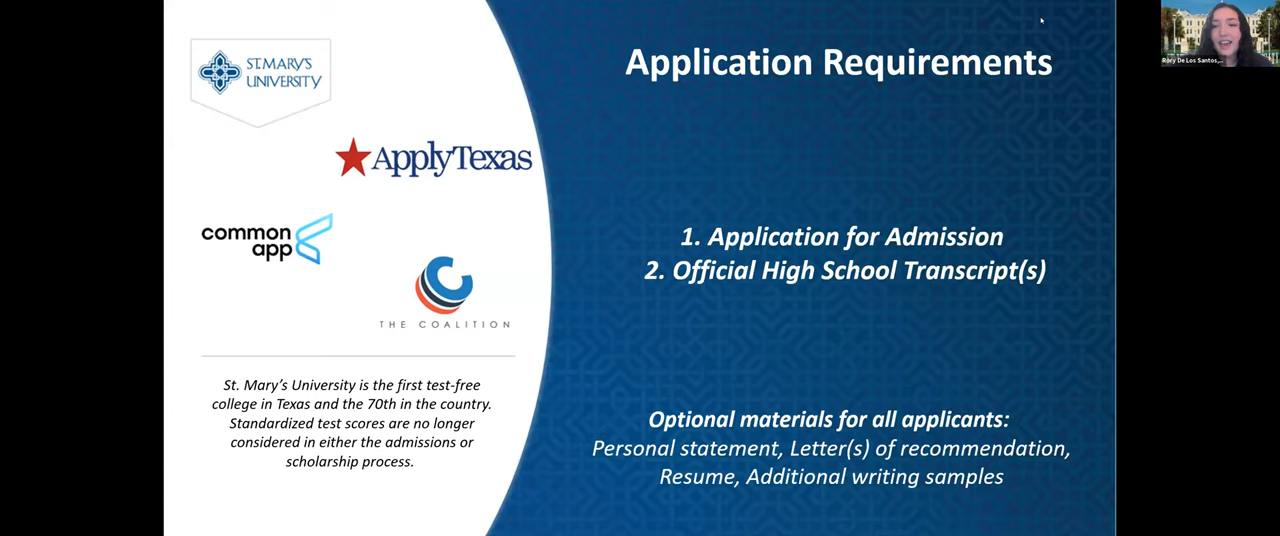 ST. MARY'S
UNIVERSITY
ApplyTexas
common
app
THE COALITION
St. Mary's University is the first test-free
college in Texas and the 70th in the country.
Standardized test scores are no longer
considered in either the admissions or
scholarship process.
Application Requirements
1. Application for Admission
2. Official High School Transcript(s)
Optional materials for all applicants:
Personal statement, Letter(s) of recommendation,
Resume, Additional writing samples
Rory De Los Santos,...